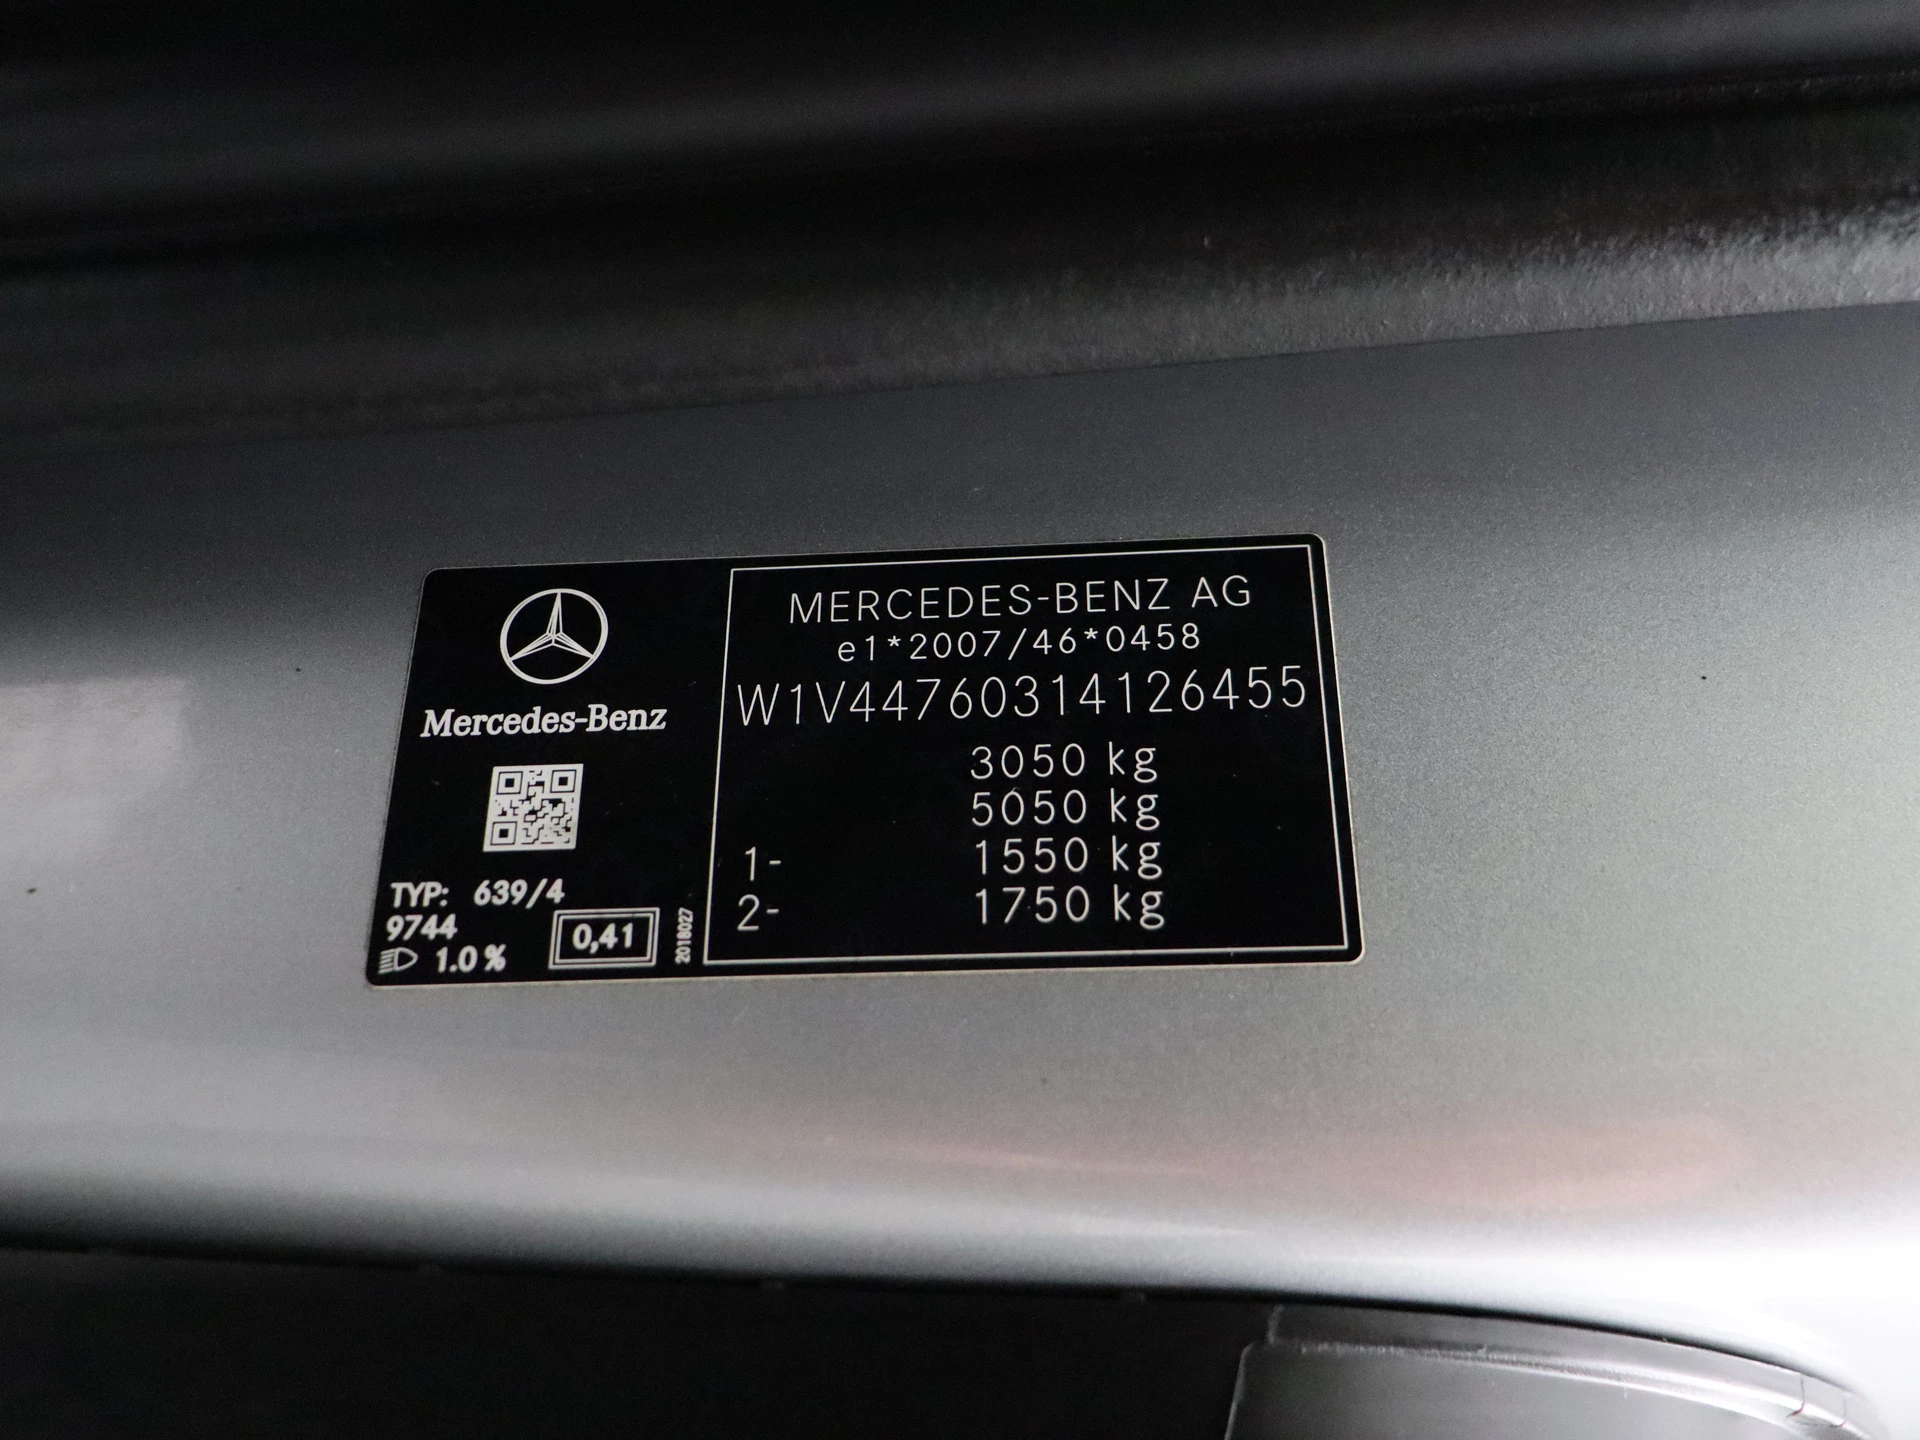 Mercedes-Benz
TYP: 639/4
9744
1.0 %
0,41
2018027
MERCEDES-BENZ AG
e1*2007/46*0458
W1V44760314126455
3050 kg
5050 kg
1- 1550 kg
2- 1750 kg